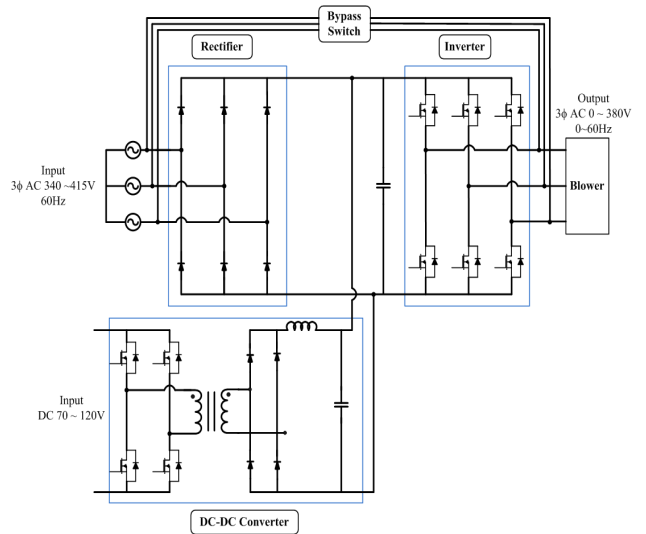 Bypass
Switch
Rectifier
Inverter
Output
3ϕ AC 0 ~ 380V
0~60Hz
Input
3ϕ AC 340 ~415V
60Hz
Blower
Input
DC 70 ~ 120V
DC-DC Converter